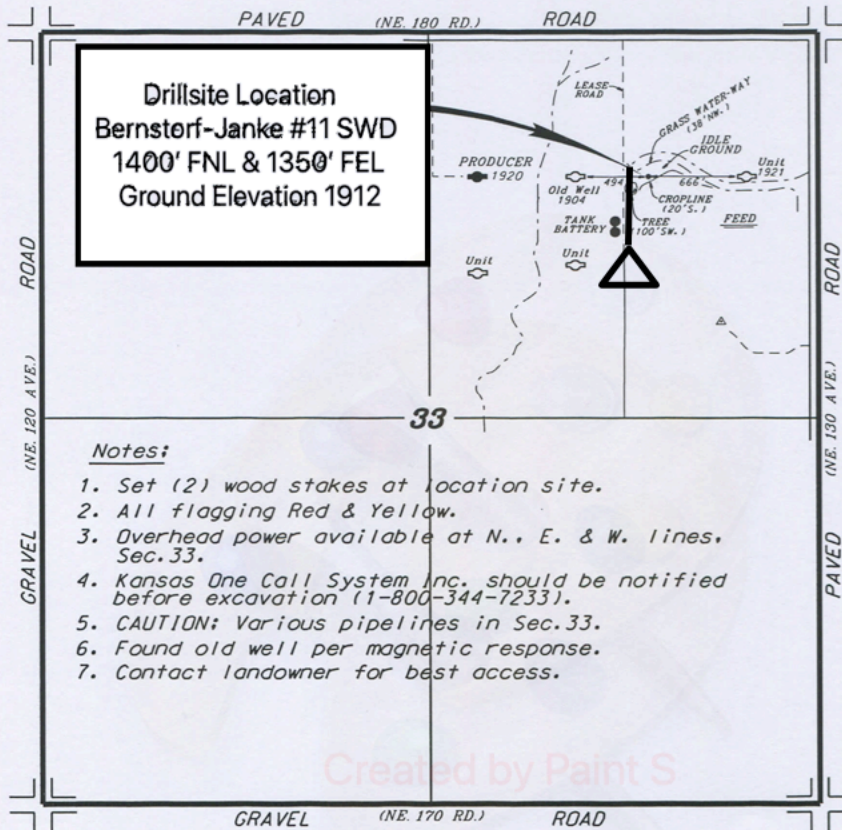 PAVED (NE. 180 RD.) ROAD
Drillsite Location
Bernstorf-Janke #11 SWD
1400' FNL & 1350' FEL
Ground Elevation 1912
LEASE
ROAD
GRASS WATER-WAY
(38'NW.)
IDLE
GROUND
PRODUCER
1920
Old Well
1904
494'
666'
Unit
1921
CROPLINE
(20'S.)
TREE
(100'SW.)
FEED
TANK
BATTERY
Unit
Unit
ROAD
(NE. 120 AVE.)
GRAVEL
ROAD
(NE. 130 AVE.)
PAVED
33
Notes:
1. Set (2) wood stakes at location site.
2. All flagging Red & Yellow.
3. Overhead power available at N., E. & W. lines,
Sec.33.
4. Kansas One Call System Inc. should be notified
before excavation (1-800-344-7233).
5. CAUTION: Various pipelines in Sec.33.
6. Found old well per magnetic response.
7. Contact landowner for best access.
Created by Paint S
GRAVEL (NE. 170 RD.) ROAD